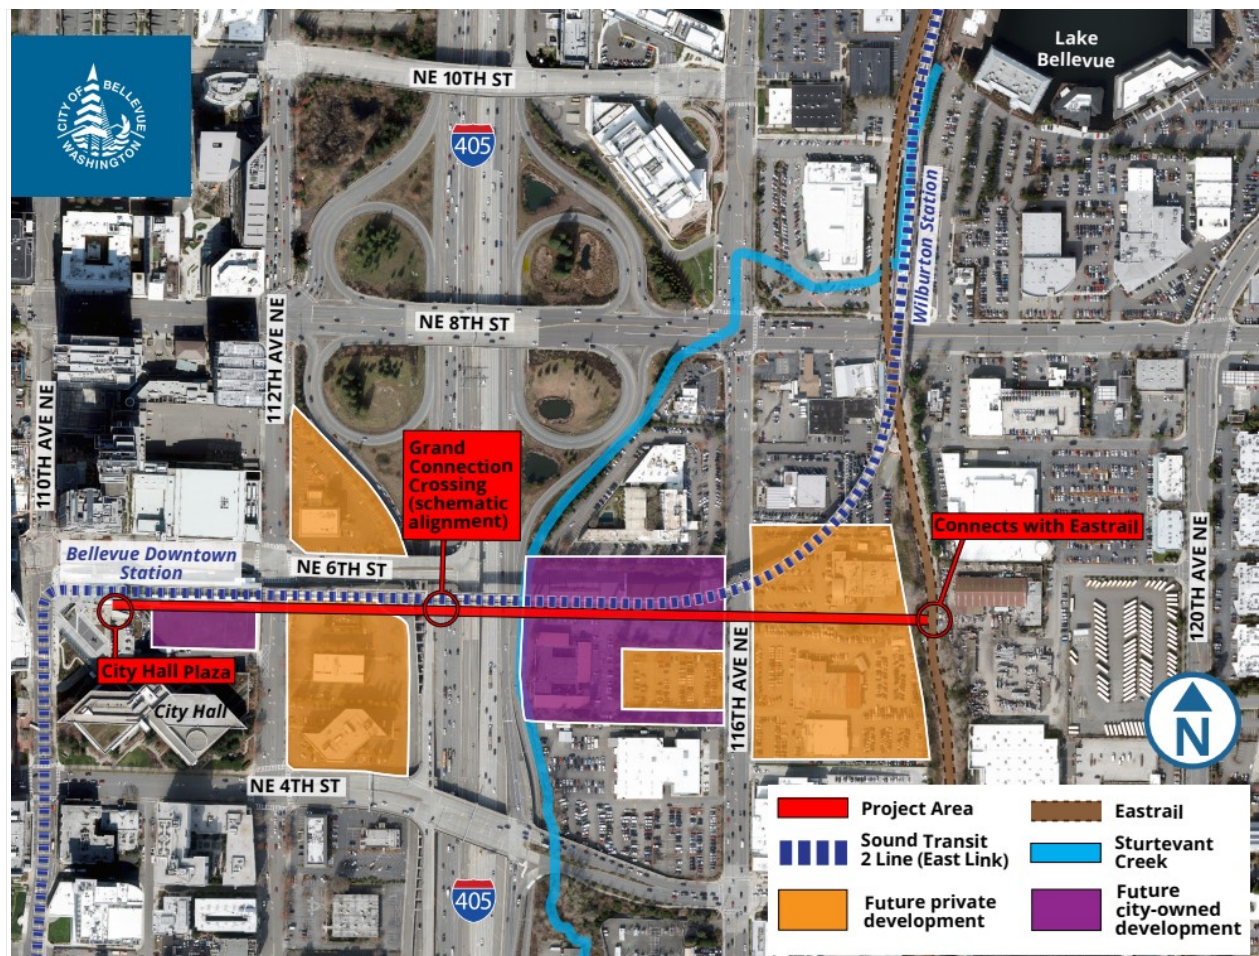 CITY OF BELLEVUE
WASHINGTON
Lake
Bellevue
NE 10TH ST
405
Wilburton Station
NE 8TH ST
112TH AVE NE
110TH AVE NE
Grand
Connection
Crossing
(schematic
alignment)
Connects with Eastrail
Bellevue Downtown
Station
NE 6TH ST
120TH AVE NE
City Hall Plaza
116TH AVE NE
City Hall
N
NE 4TH ST
405
Project Area
Sound Transit
2 Line (East Link)
Future private
development
Eastrail
Sturtevant
Creek
Future
city-owned
development